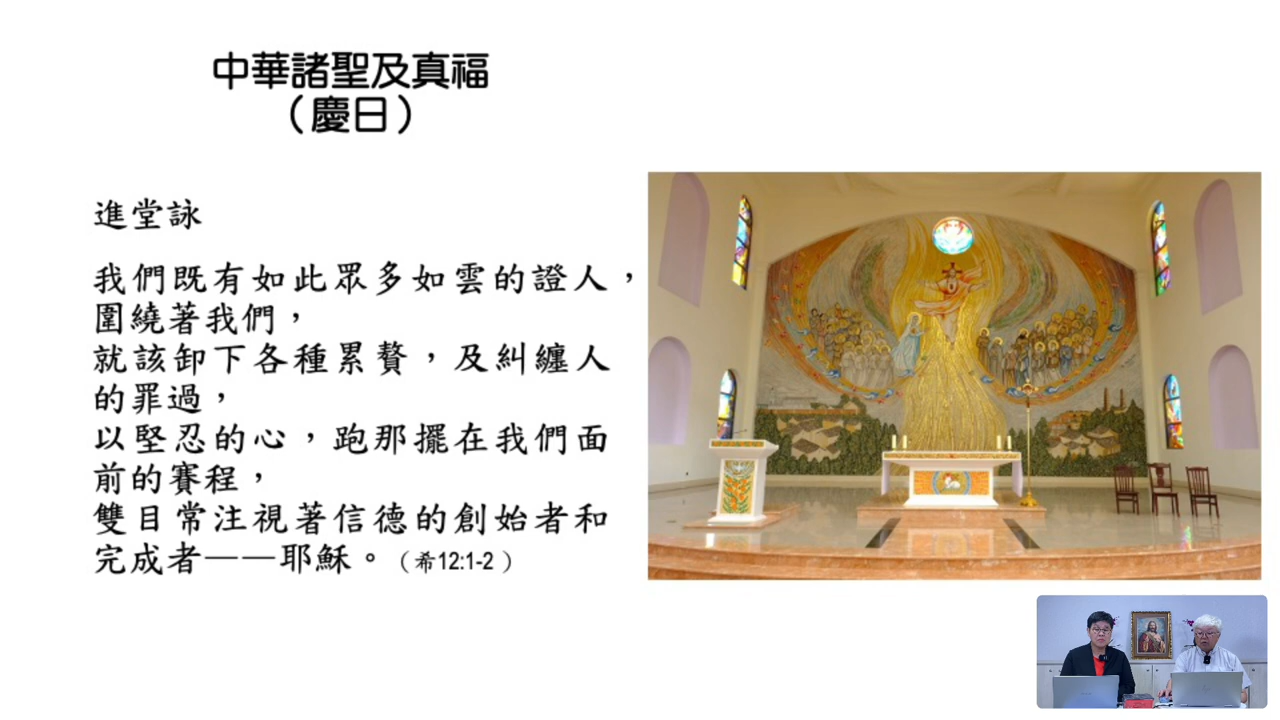 中華諸聖及真福
（慶日）
進堂詠
我們既有如此眾多如雲的證人，
圍繞著我們，
就該卸下各種累贅，及糾纏人
的罪過，
以堅忍的心，跑那擺在我們面
前的賽程，
雙目常注視著信德的創始者和
完成者——耶穌。（希12:1-2 ）